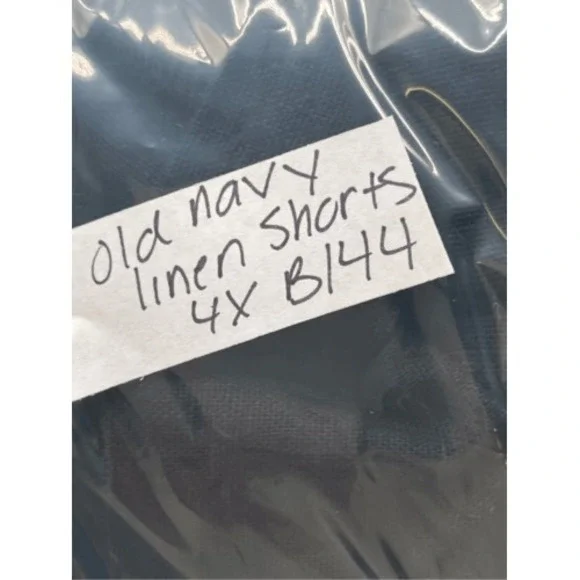 old navy
linen shorts
4X B144